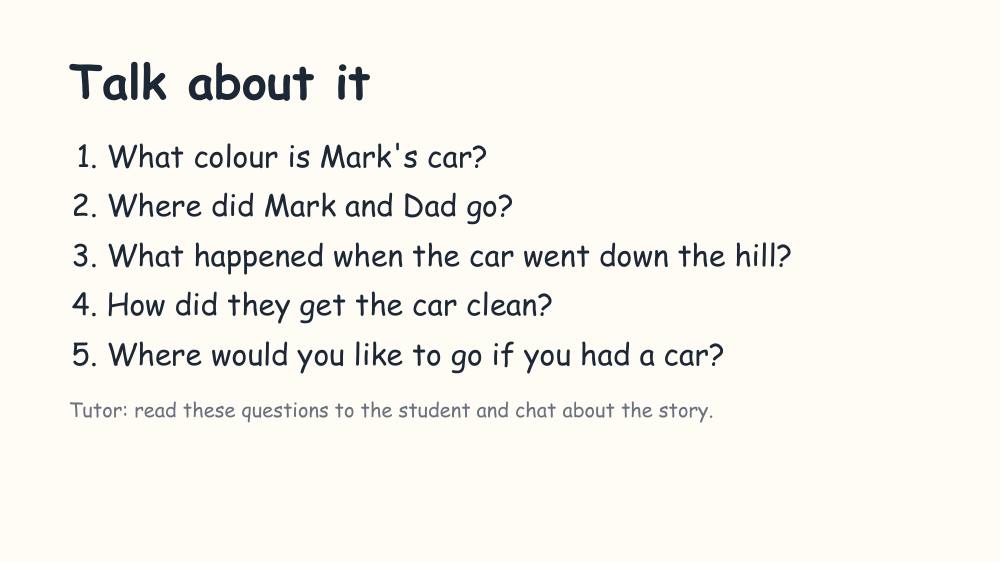 Talk about it
1. What colour is Mark's car?
2. Where did Mark and Dad go?
3. What happened when the car went down the hill?
4. How did they get the car clean?
5. Where would you like to go if you had a car?
Tutor: read these questions to the student and chat about the story.